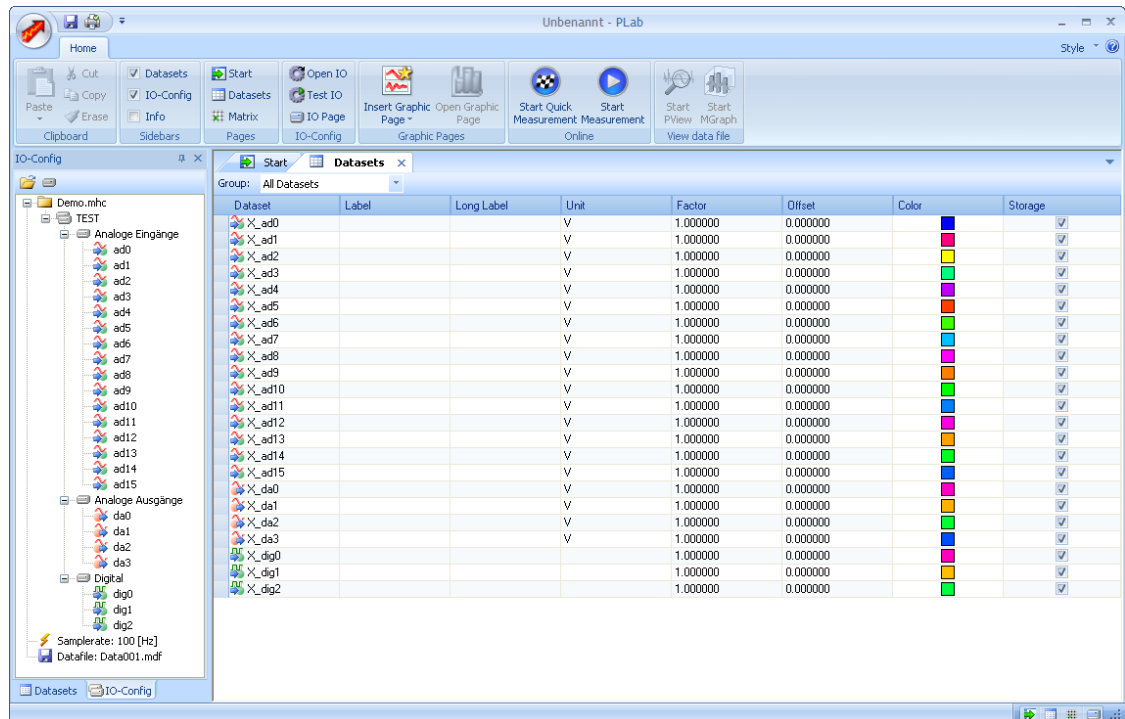 Unbenannt - PLab
Home
Style
Paste
Cut
Copy
Erase
Clipboard
Datasets
IO-Config
Info
Sidebars
Start
Datasets
Matrix
Pages
Open IO
Test IO
IO Page
IO-Config
Insert Graphic Page
Open Graphic Page
Graphic Pages
Start Quick Measurement
Start Measurement
Online
Start PView
Start MGraph
View data file
IO-Config
Demo.mhc
TEST
Analoge Eingänge
ad0
ad1
ad2
ad3
ad4
ad5
ad6
ad7
ad8
ad9
ad10
ad11
ad12
ad13
ad14
ad15
Analoge Ausgänge
da0
da1
da2
da3
Digital
dig0
dig1
dig2
Samplerate: 100 [Hz]
Datafile: Data001.mdf
Datasets IO-Config
Start Datasets
Group: All Datasets
Dataset Label Long Label Unit Factor Offset Color Storage
X_ad0 V 1.000000 0.000000
X_ad1 V 1.000000 0.000000
X_ad2 V 1.000000 0.000000
X_ad3 V 1.000000 0.000000
X_ad4 V 1.000000 0.000000
X_ad5 V 1.000000 0.000000
X_ad6 V 1.000000 0.000000
X_ad7 V 1.000000 0.000000
X_ad8 V 1.000000 0.000000
X_ad9 V 1.000000 0.000000
X_ad10 V 1.000000 0.000000
X_ad11 V 1.000000 0.000000
X_ad12 V 1.000000 0.000000
X_ad13 V 1.000000 0.000000
X_ad14 V 1.000000 0.000000
X_ad15 V 1.000000 0.000000
X_da0 V 1.000000 0.000000
X_da1 V 1.000000 0.000000
X_da2 V 1.000000 0.000000
X_da3 V 1.000000 0.000000
X_dig0 1.000000 0.000000
X_dig1 1.000000 0.000000
X_dig2 1.000000 0.000000